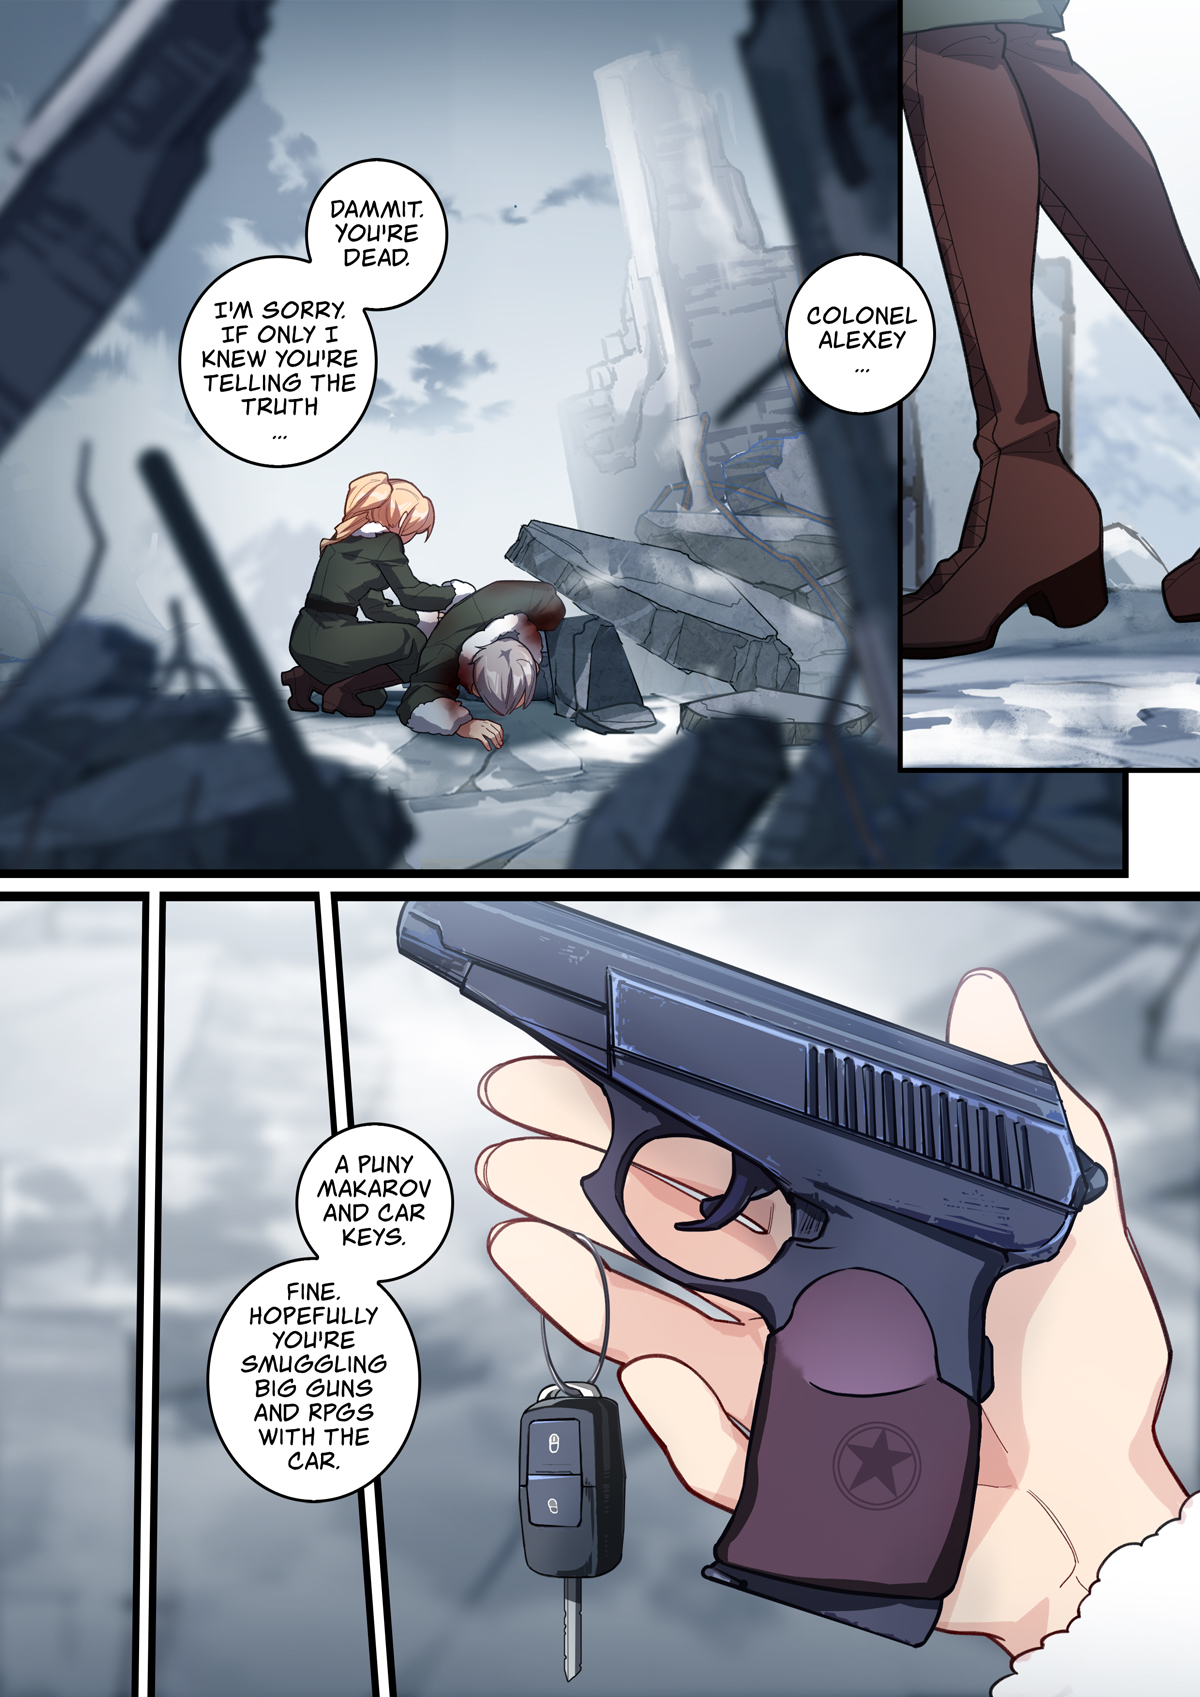 COLONEL
ALEXEY
...
DAMMIT.
YOU'RE
DEAD.
I'M SORRY.
IF ONLY I
KNEW YOU'RE
TELLING THE
TRUTH
...
A PUNY
MAKAROV
AND CAR
KEYS.
FINE.
HOPEFULLY
YOU'RE
SMUGGLING
BIG GUNS
AND RPGS
WITH THE
CAR.